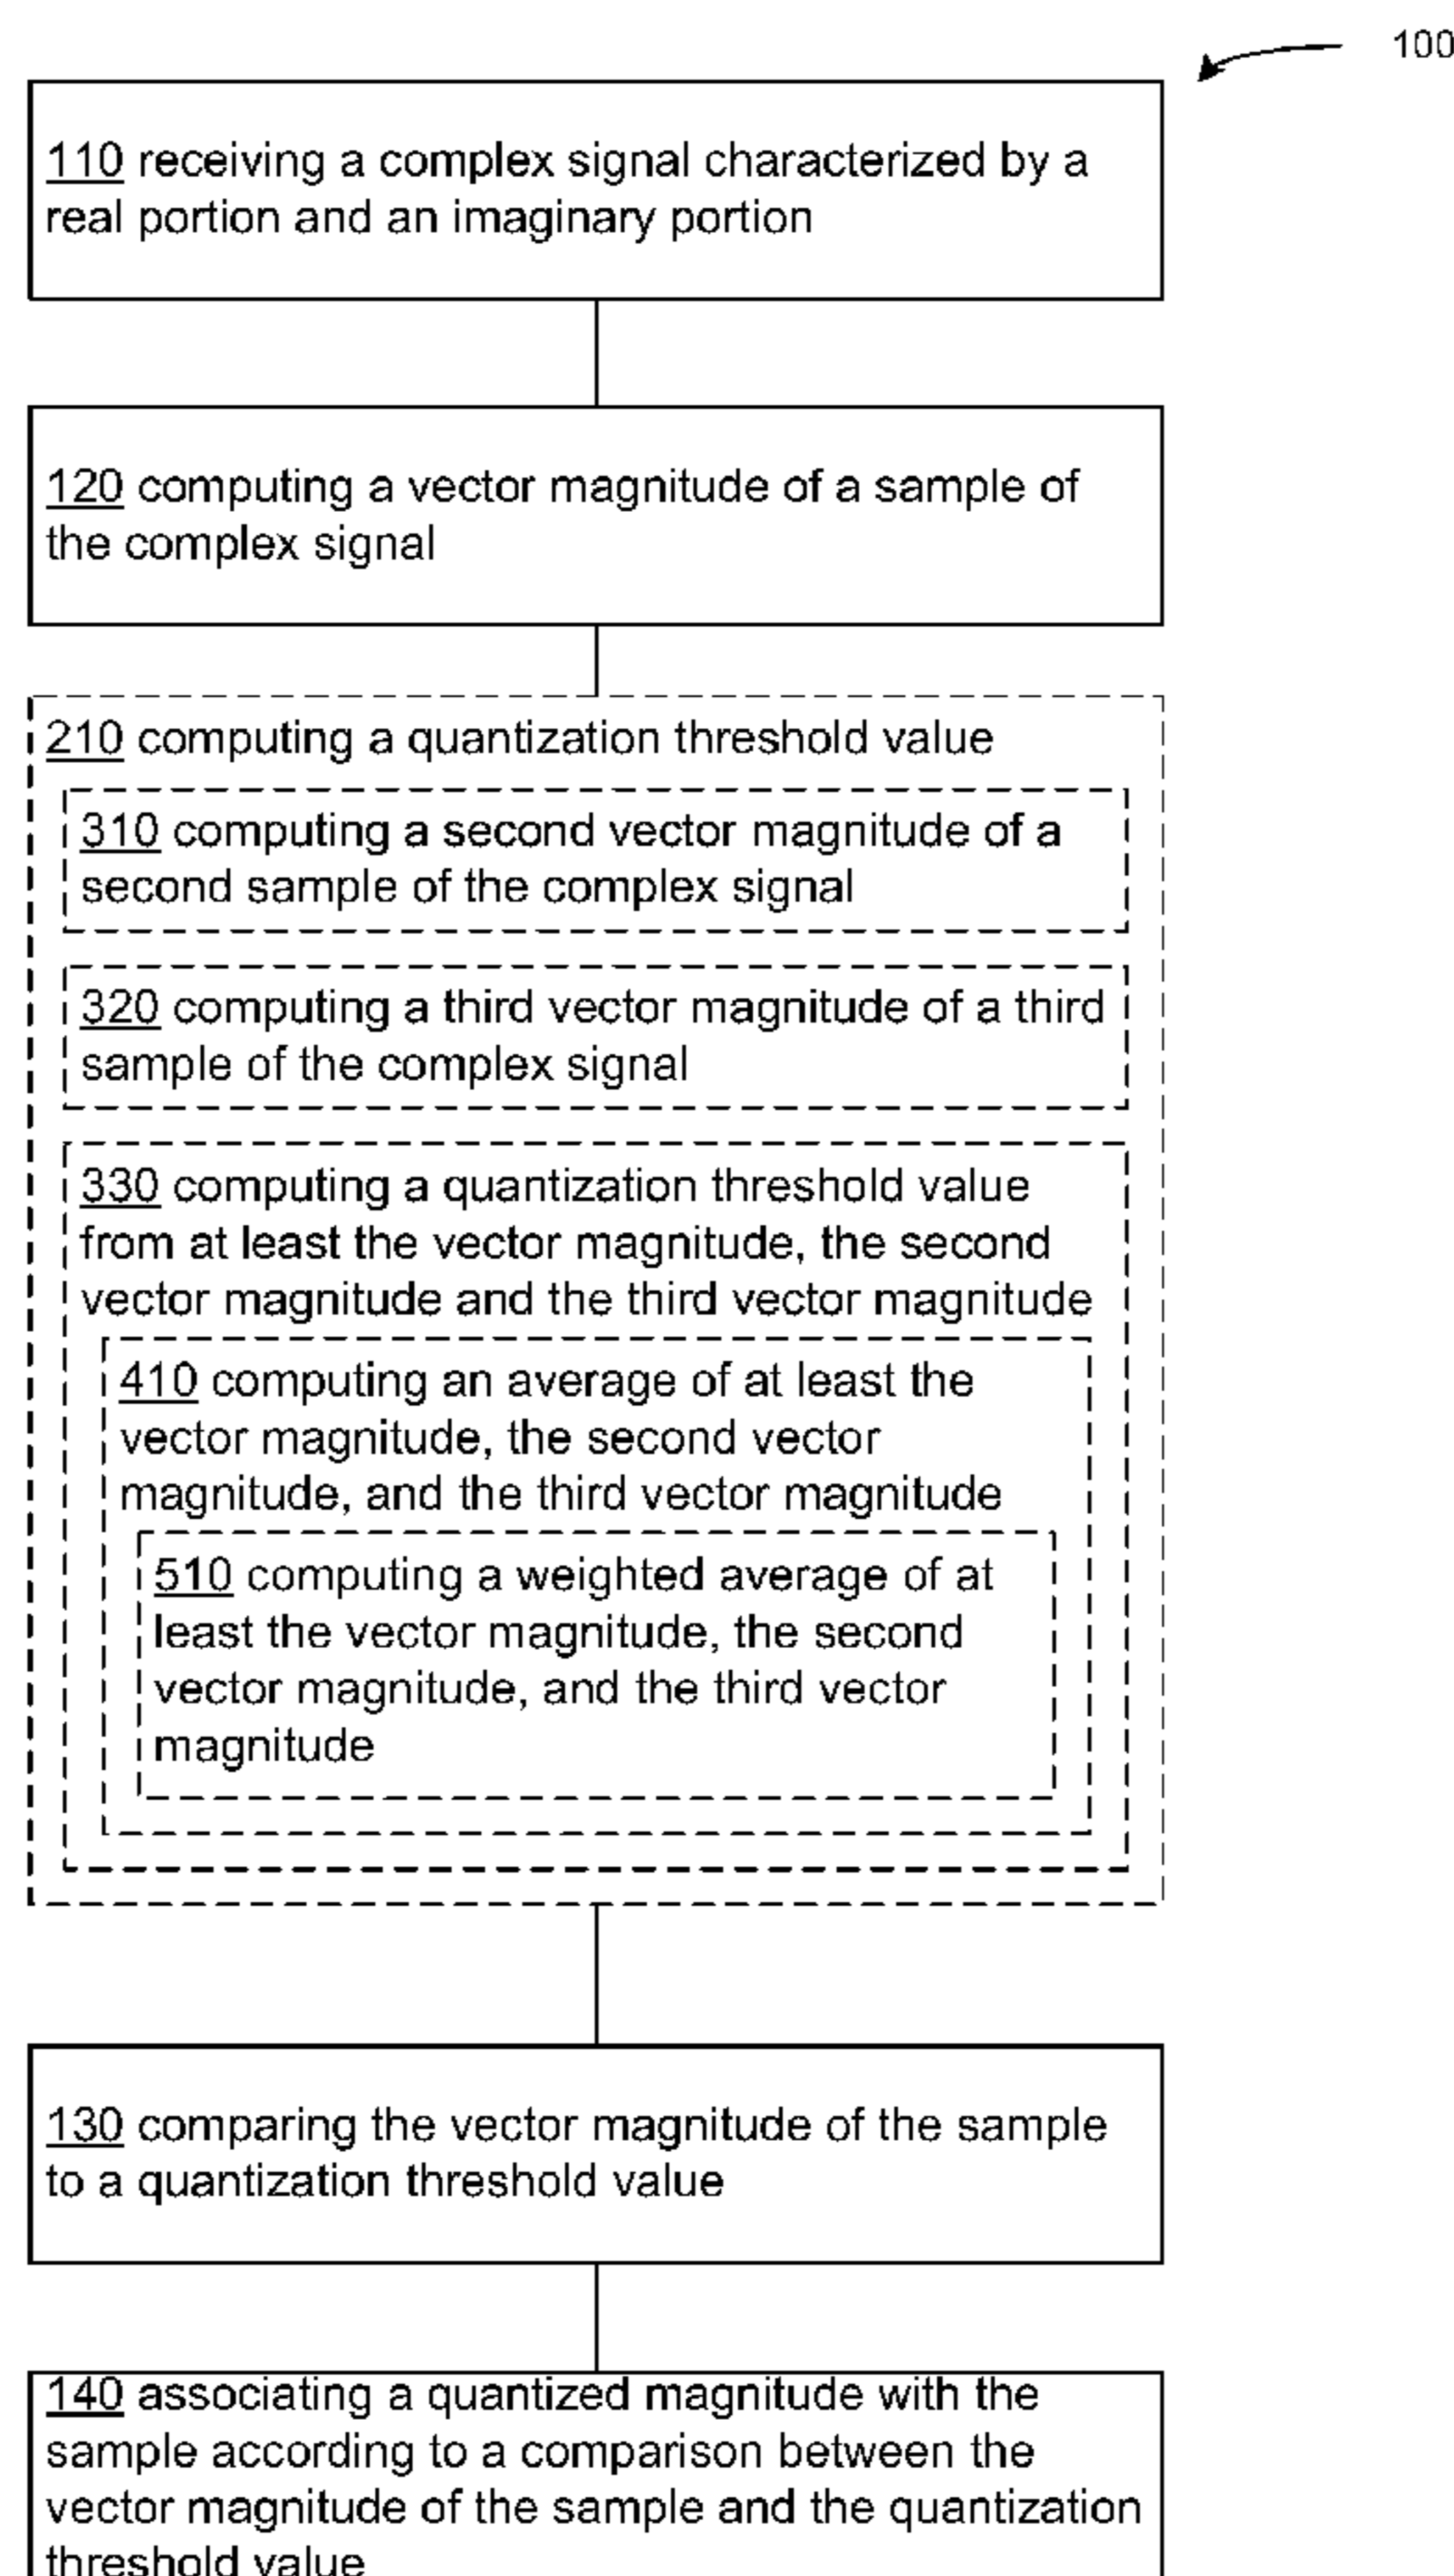 100
110 receiving a complex signal characterized by a
real portion and an imaginary portion
120 computing a vector magnitude of a sample of
the complex signal
210 computing a quantization threshold value
310 computing a second vector magnitude of a
second sample of the complex signal
320 computing a third vector magnitude of a third
sample of the complex signal
330 computing a quantization threshold value
from at least the vector magnitude, the second
vector magnitude and the third vector magnitude
410 computing an average of at least the
vector magnitude, the second vector
magnitude, and the third vector magnitude
510 computing a weighted average of at
least the vector magnitude, the second
vector magnitude, and the third vector
magnitude
130 comparing the vector magnitude of the sample
to a quantization threshold value
140 associating a quantized magnitude with the
sample according to a comparison between the
vector magnitude of the sample and the quantization
threshold value